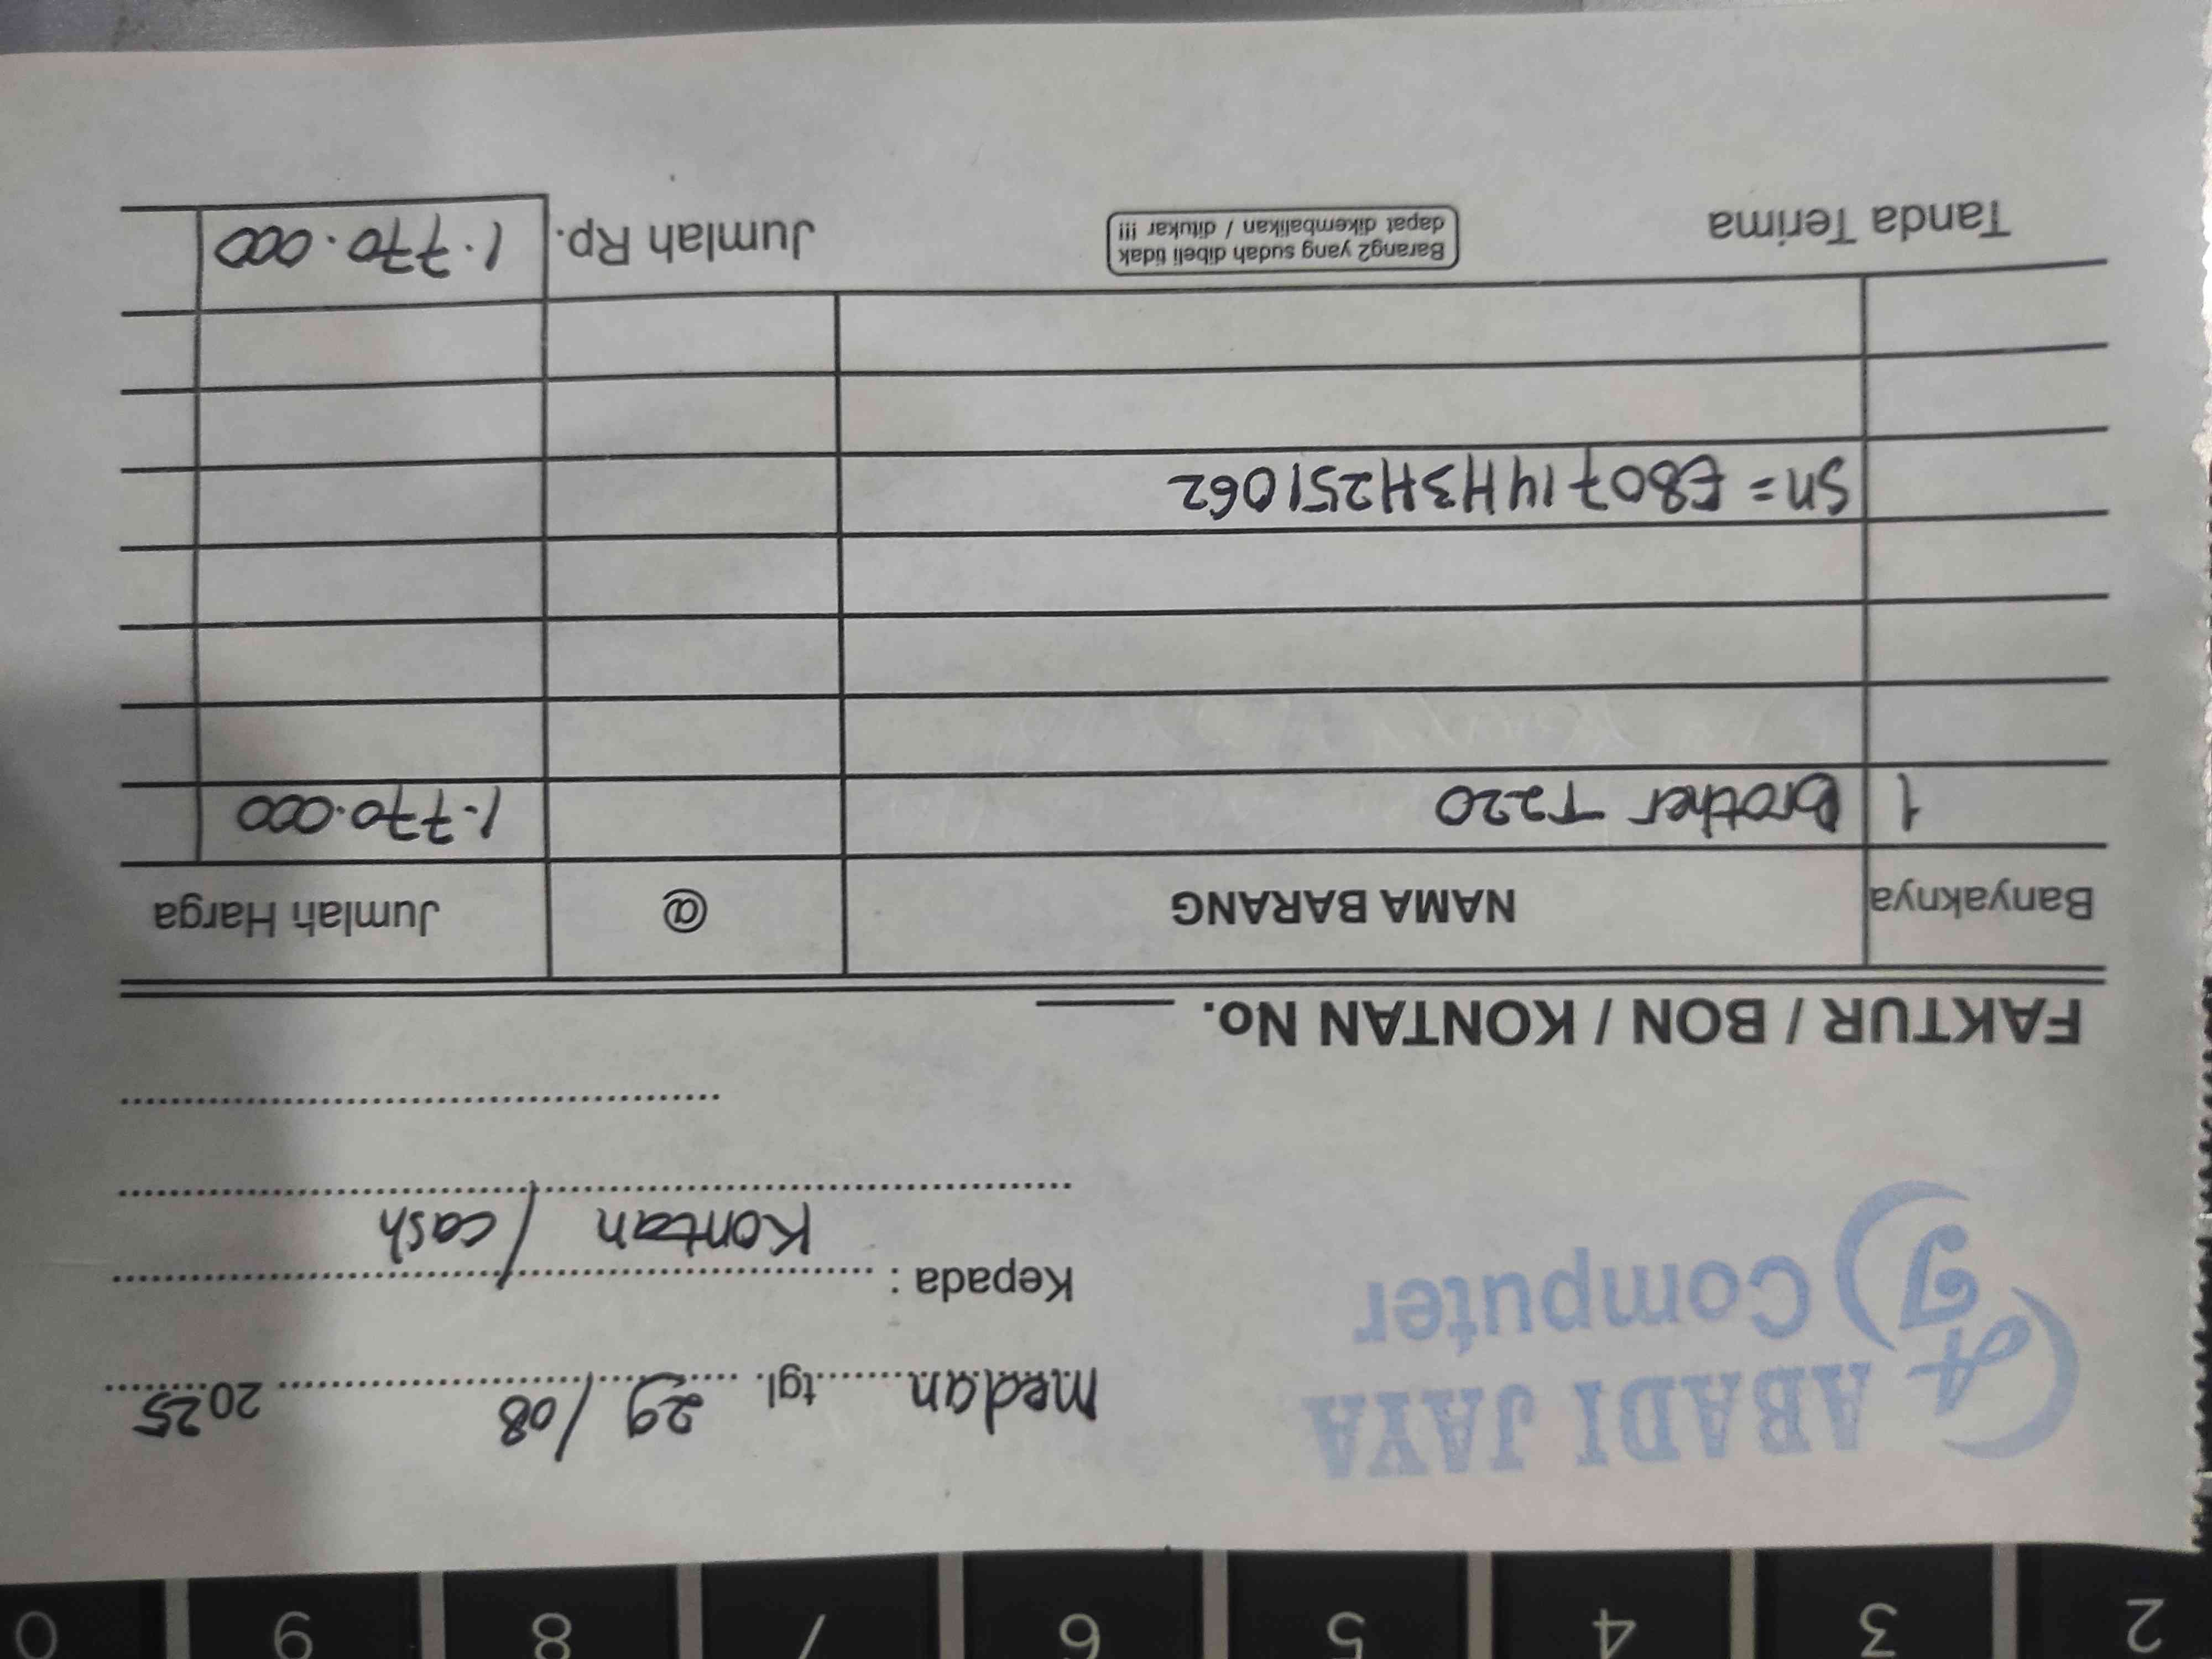 ABADI JAYA
Computer
AJ
medan tgl. 29/08 2025
Kepada : Kontan / cash
FAKTUR / BON / KONTAN No.
Banyaknya NAMA BARANG @ Jumlah Harga
1 Brother T220 1.770.000
SN = E80714H3H251062
Tanda Terima
Barang2 yang sudah dibeli tidak
dapat dikembalikan / ditukar !!!
Jumlah Rp. 1.770.000
2 3 4 5 6 7 8 9 0